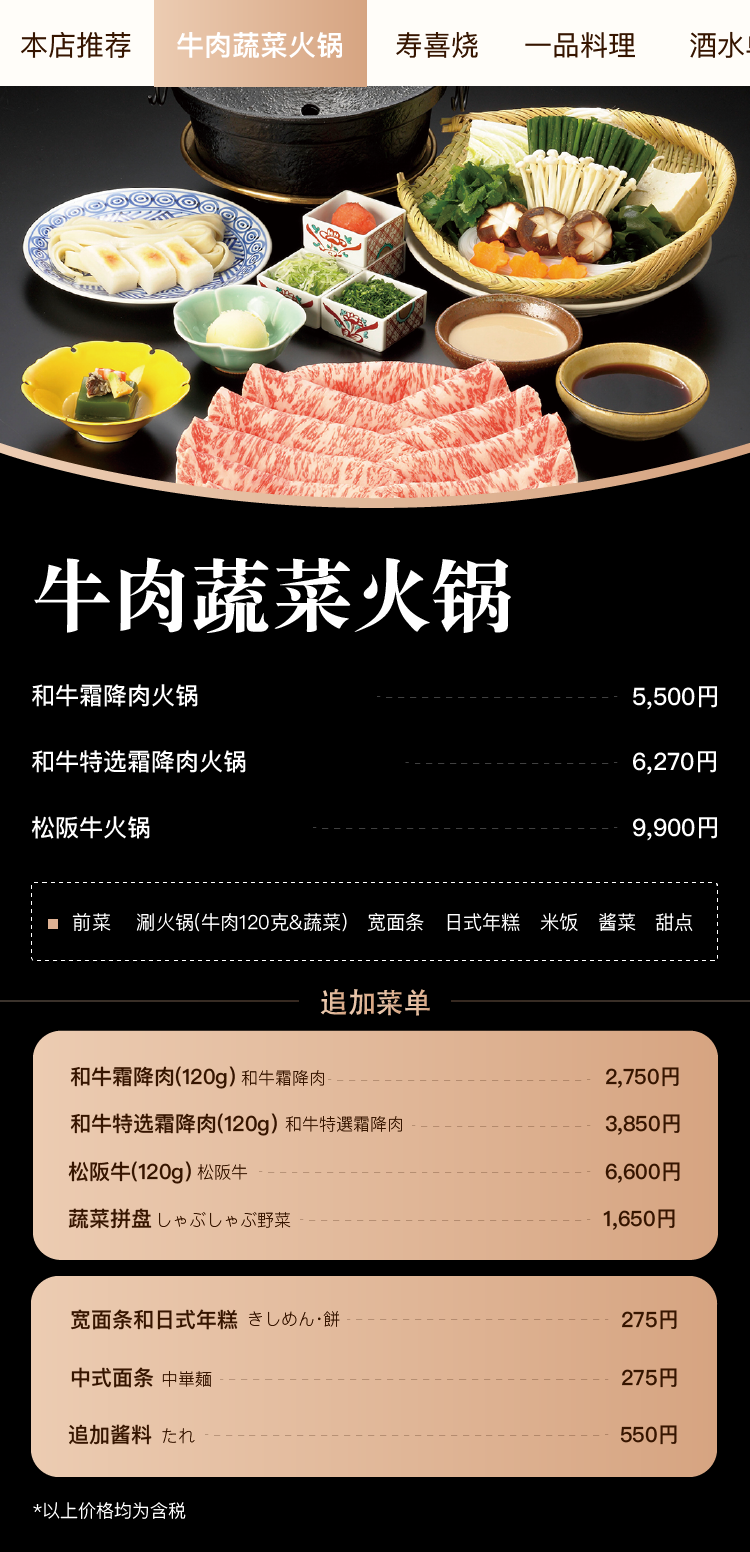 本店推荐 牛肉蔬菜火锅 寿喜烧 一品料理 酒水
牛肉蔬菜火锅
和牛霜降肉火锅 5,500円
和牛特选霜降肉火锅 6,270円
松阪牛火锅 9,900円
前菜 涮火锅(牛肉120克&蔬菜) 宽面条 日式年糕 米饭 酱菜 甜点
追加菜单
和牛霜降肉(120g) 和牛霜降肉 2,750円
和牛特选霜降肉(120g) 和牛特選霜降肉 3,850円
松阪牛(120g) 松阪牛 6,600円
蔬菜拼盘 しゃぶしゃぶ野菜 1,650円
宽面条和日式年糕 きしめん･餅 275円
中式面条 中崋麺 275円
追加酱料 たれ 550円
*以上价格均为含税